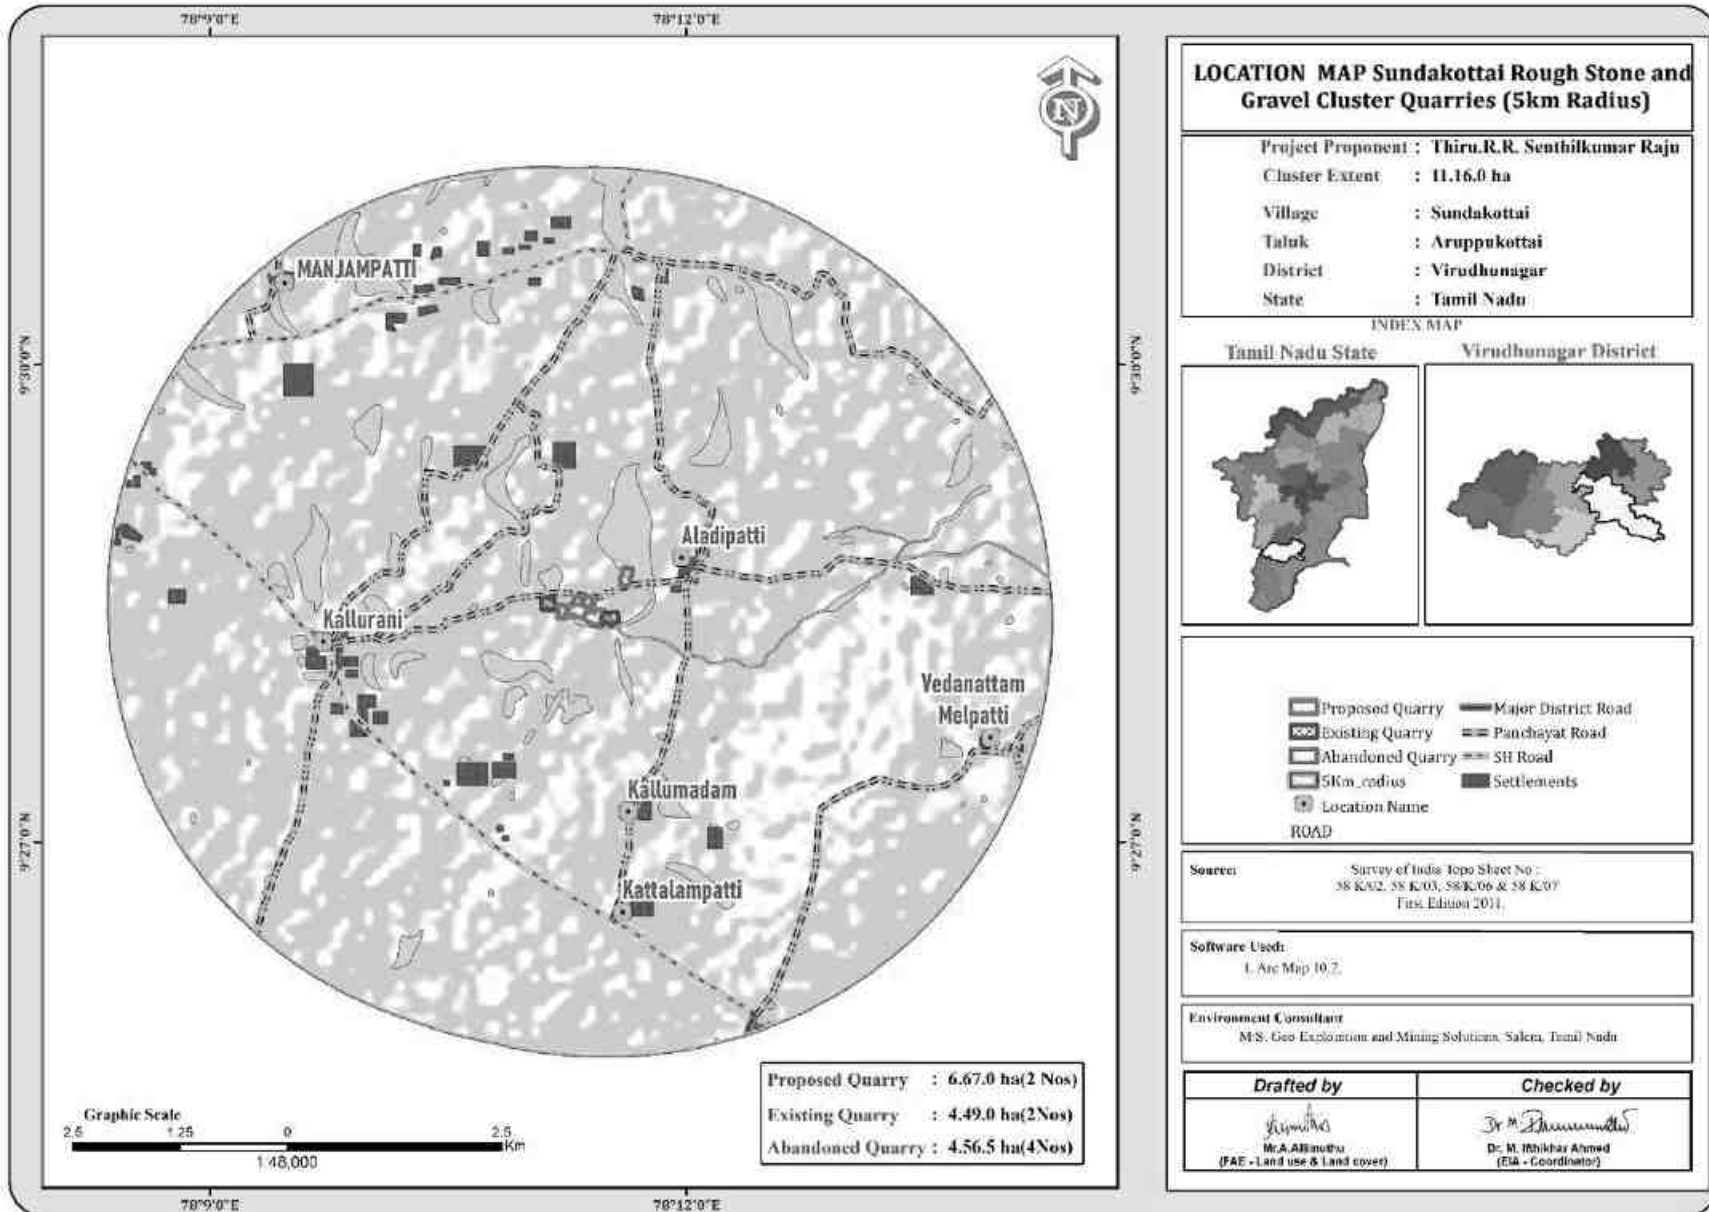 78°9'0"E
78°12'0"E
N
9°30'0"N
9°30'0"N
9°27'0"N
9°27'0"N
78°9'0"E
78°12'0"E
MANJAMPATTI
Aladipatti
Kallurani
Vedanattam
Melpatti
Kallumadam
Kattalampatti
Graphic Scale
2.5 1.25 0 2.5
Km
1:48,000
Proposed Quarry : 6.67.0 ha(2 Nos)
Existing Quarry : 4.49.0 ha(2Nos)
Abandoned Quarry : 4.56.5 ha(4Nos)
LOCATION MAP Sundakottai Rough Stone and
Gravel Cluster Quarries (5km Radius)
Project Proponent : Thiru.R.R. Senthilkumar Raju
Cluster Extent : 11.16.0 ha
Village : Sundakottai
Taluk : Aruppukottai
District : Virudhunagar
State : Tamil Nadu
INDEX MAP
Tamil Nadu State Virudhunagar District
Proposed Quarry Major District Road
Existing Quarry Panchayat Road
Abandoned Quarry SH Road
5Km_radius Settlements
Location Name
ROAD
Source: Survey of India Topo Sheet No :
58 K/02, 58 K/03, 58/K/06 & 58 K/07
First Edition 2011.
Software Used:
1. Arc Map 10.2.
Environment Consultant
M/S. Geo Exploration and Mining Solutions, Salem, Tamil Nadu
Drafted by Checked by
Dr M
Mr.A.Allimuthu Dr. M. Ifthikhar Ahmed
(FAE - Land use & Land cover) (EIA - Coordinator)